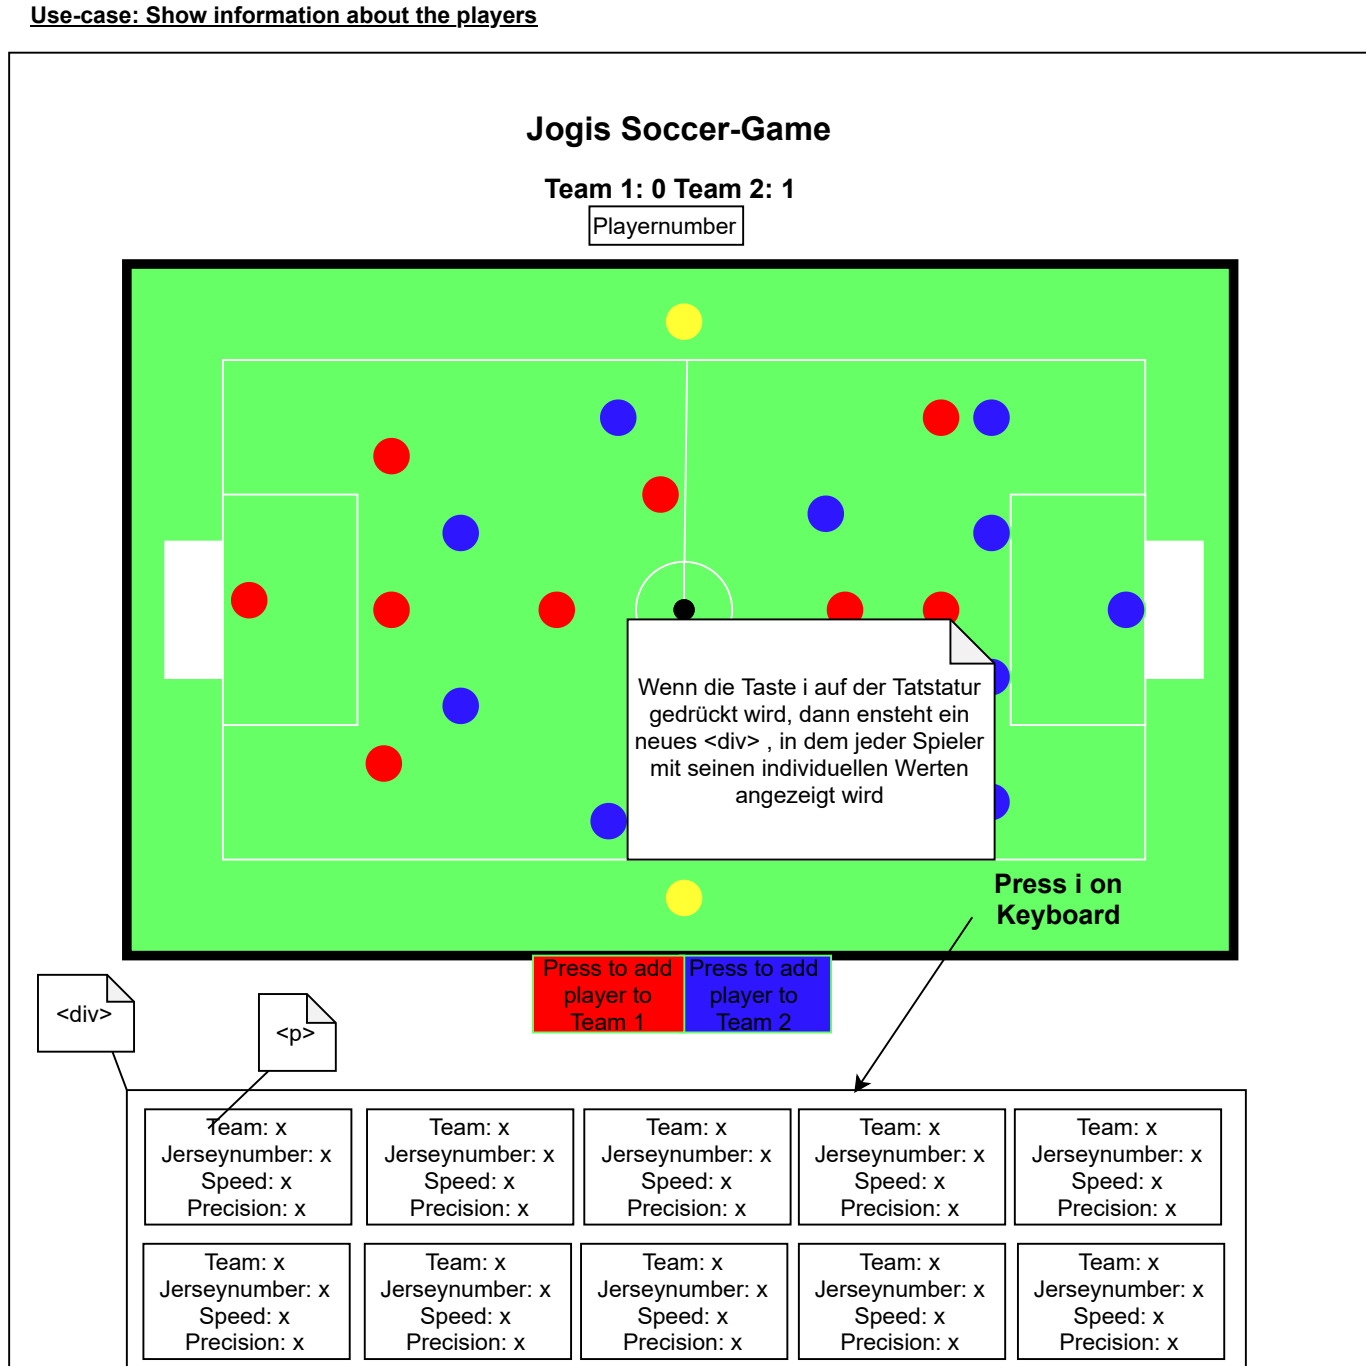 Use-case: Show information about the players
Jogis Soccer-Game
Team 1: 0 Team 2: 1
Playernumber
Wenn die Taste i auf der Tatstatur
gedrückt wird, dann ensteht ein
neues <div> , in dem jeder Spieler
mit seinen individuellen Werten
angezeigt wird
Press i on
Keyboard
Press to add
player to
Team 1
Press to add
player to
Team 2
<div>
<p>
Team: x
Jerseynumber: x
Speed: x
Precision: x
Team: x
Jerseynumber: x
Speed: x
Precision: x
Team: x
Jerseynumber: x
Speed: x
Precision: x
Team: x
Jerseynumber: x
Speed: x
Precision: x
Team: x
Jerseynumber: x
Speed: x
Precision: x
Team: x
Jerseynumber: x
Speed: x
Precision: x
Team: x
Jerseynumber: x
Speed: x
Precision: x
Team: x
Jerseynumber: x
Speed: x
Precision: x
Team: x
Jerseynumber: x
Speed: x
Precision: x
Team: x
Jerseynumber: x
Speed: x
Precision: x